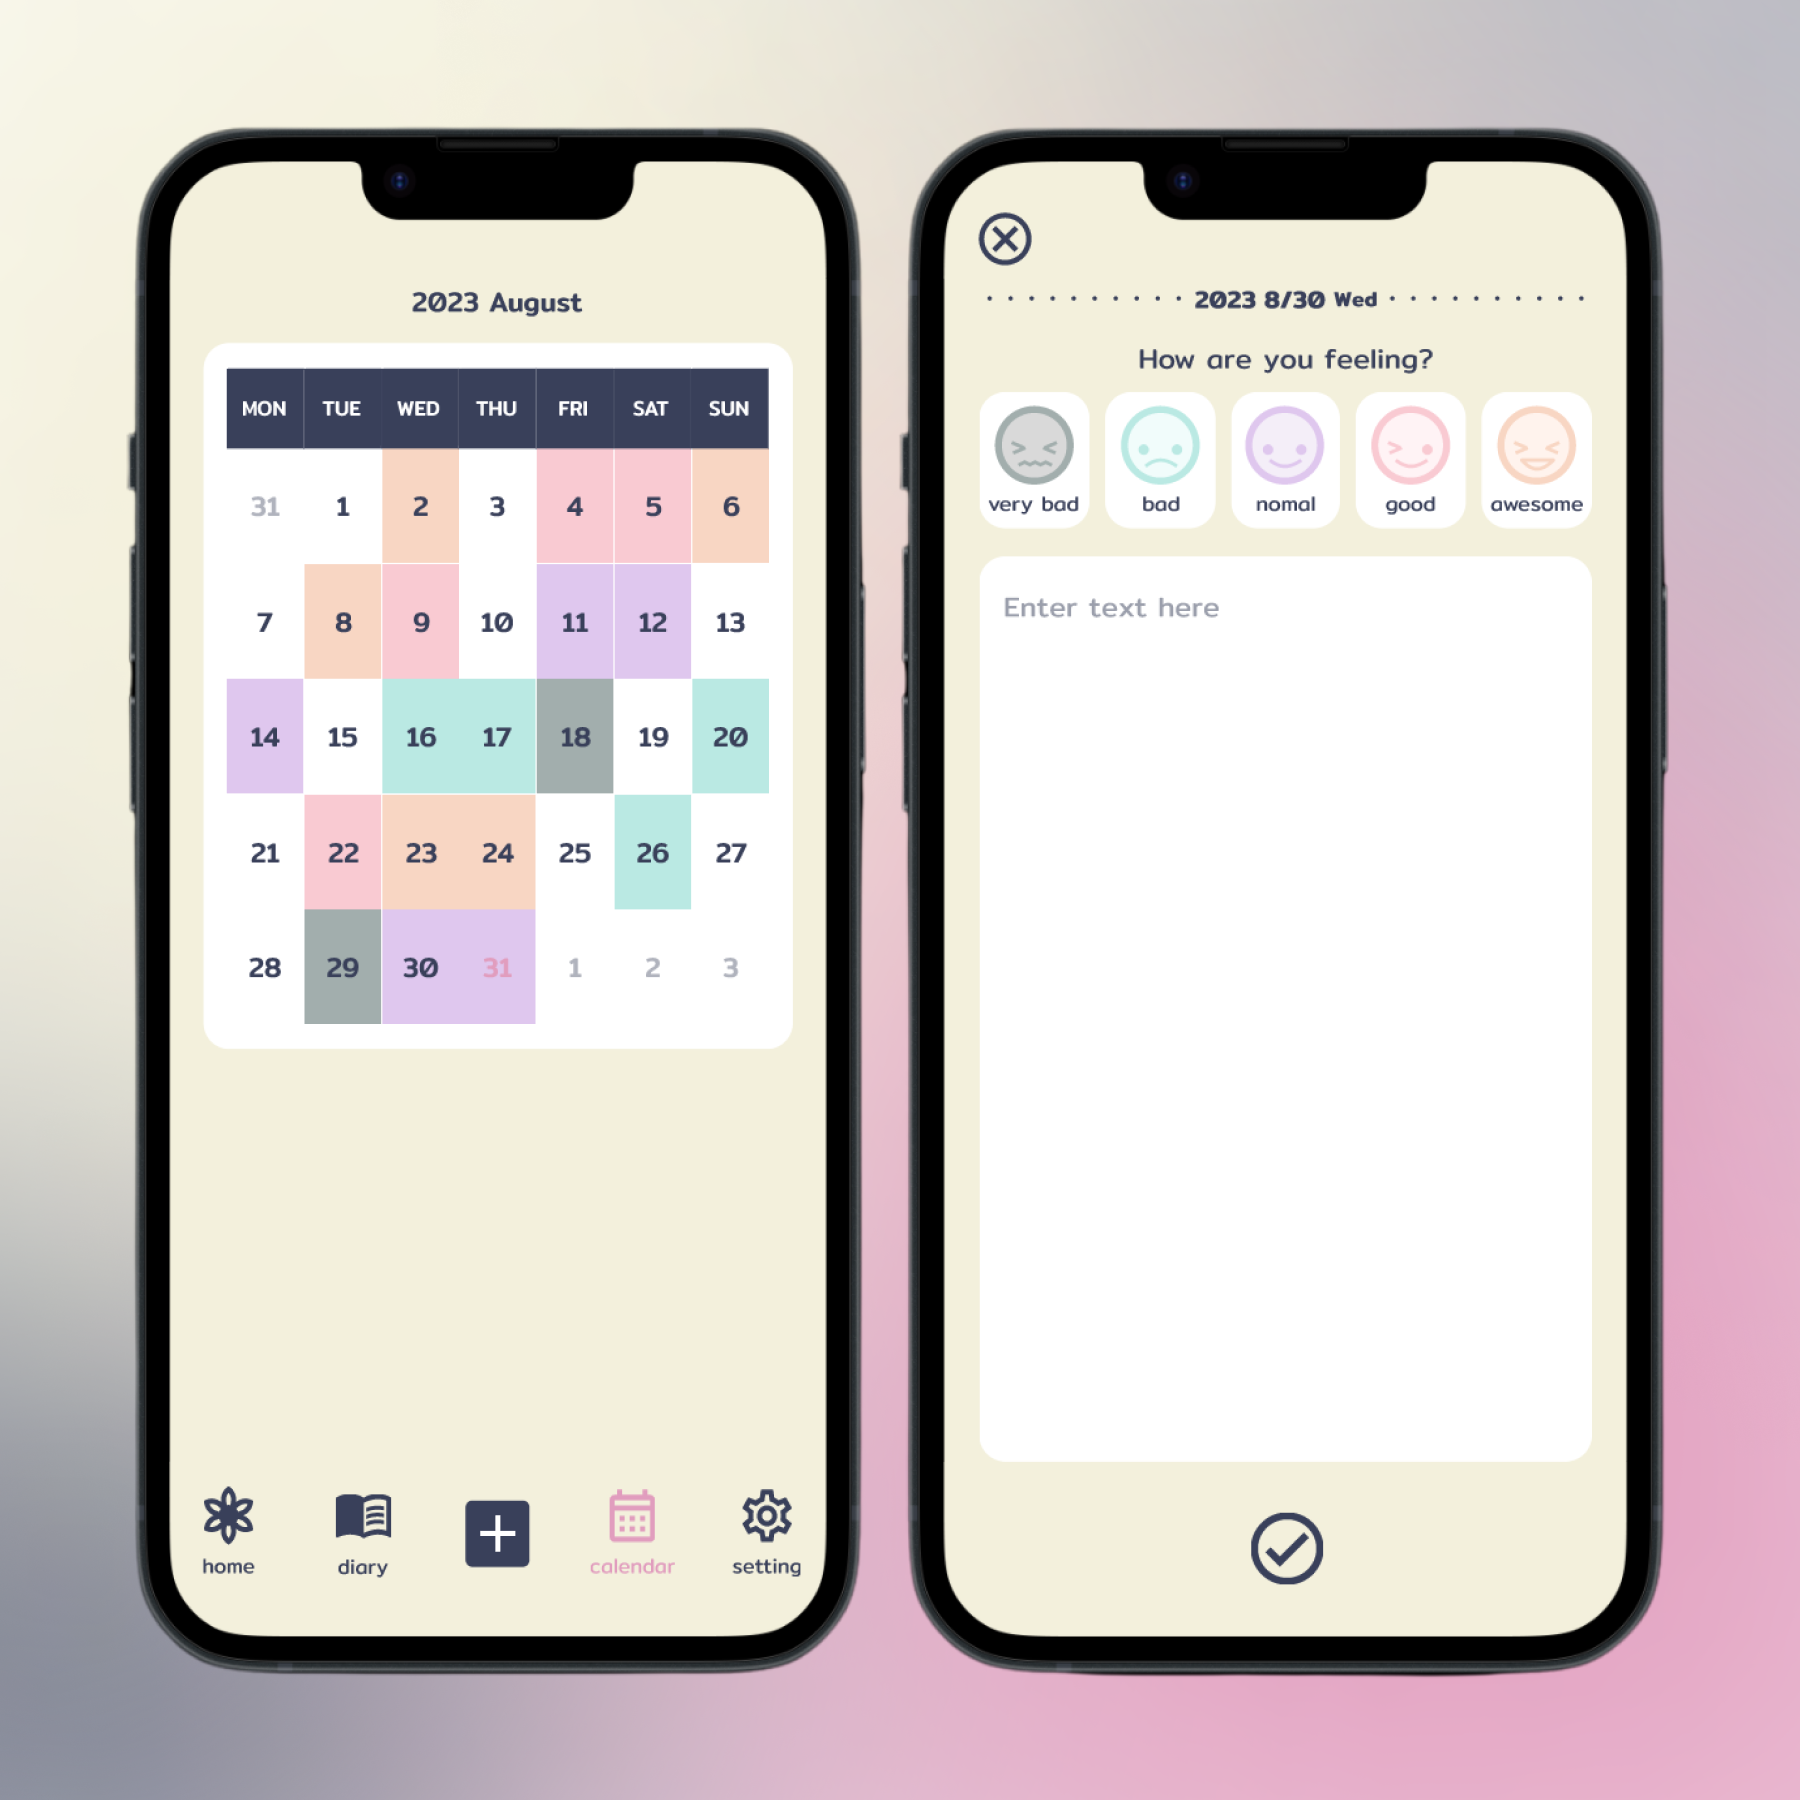 2023 August
MON TUE WED THU FRI SAT SUN
31 1 2 3 4 5 6
7 8 9 10 11 12 13
14 15 16 17 18 19 20
21 22 23 24 25 26 27
28 29 30 31 1 2 3
home diary calendar setting
2023 8/30 Wed
How are you feeling?
very bad bad nomal good awesome
Enter text here